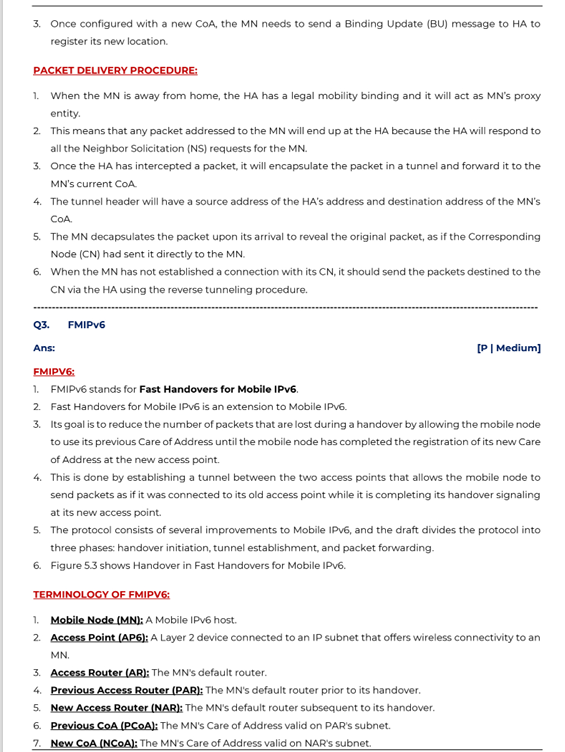 3. Once configured with a new CoA, the MN needs to send a Binding Update (BU) message to HA to
register its new location.
PACKET DELIVERY PROCEDURE:
1. When the MN is away from home, the HA has a legal mobility binding and it will act as MN's proxy
entity.
2. This means that any packet addressed to the MN will end up at the HA because the HA will respond to
all the Neighbor Solicitation (NS) requests for the MN.
3. Once the HA has intercepted a packet, it will encapsulate the packet in a tunnel and forward it to the
MN's current CoA.
4. The tunnel header will have a source address of the HA's address and destination address of the MN's
CoA.
5. The MN decapsulates the packet upon its arrival to reveal the original packet, as if the Corresponding
Node (CN) had sent it directly to the MN.
6. When the MN has not established a connection with its CN, it should send the packets destined to the
CN via the HA using the reverse tunneling procedure.
Q3. FMIPv6
Ans: [P | Medium]
FMIPV6:
1. FMIPv6 stands for Fast Handovers for Mobile IPv6.
2. Fast Handovers for Mobile IPv6 is an extension to Mobile IPv6.
3. Its goal is to reduce the number of packets that are lost during a handover by allowing the mobile node
to use its previous Care of Address until the mobile node has completed the registration of its new Care
of Address at the new access point.
4. This is done by establishing a tunnel between the two access points that allows the mobile node to
send packets as if it was connected to its old access point while it is completing its handover signaling
at its new access point.
5. The protocol consists of several improvements to Mobile IPv6, and the draft divides the protocol into
three phases: handover initiation, tunnel establishment, and packet forwarding.
6. Figure 5.3 shows Handover in Fast Handovers for Mobile IPv6.
TERMINOLOGY OF FMIPV6:
1. Mobile Node (MN): A Mobile IPv6 host.
2. Access Point (AP6): A Layer 2 device connected to an IP subnet that offers wireless connectivity to an
MN.
3. Access Router (AR): The MN's default router.
4. Previous Access Router (PAR): The MN's default router prior to its handover.
5. New Access Router (NAR): The MN's default router subsequent to its handover.
6. Previous CoA (PCoA): The MN's Care of Address valid on PAR's subnet.
7. New CoA (NCoA): The MN's Care of Address valid on NAR's subnet.